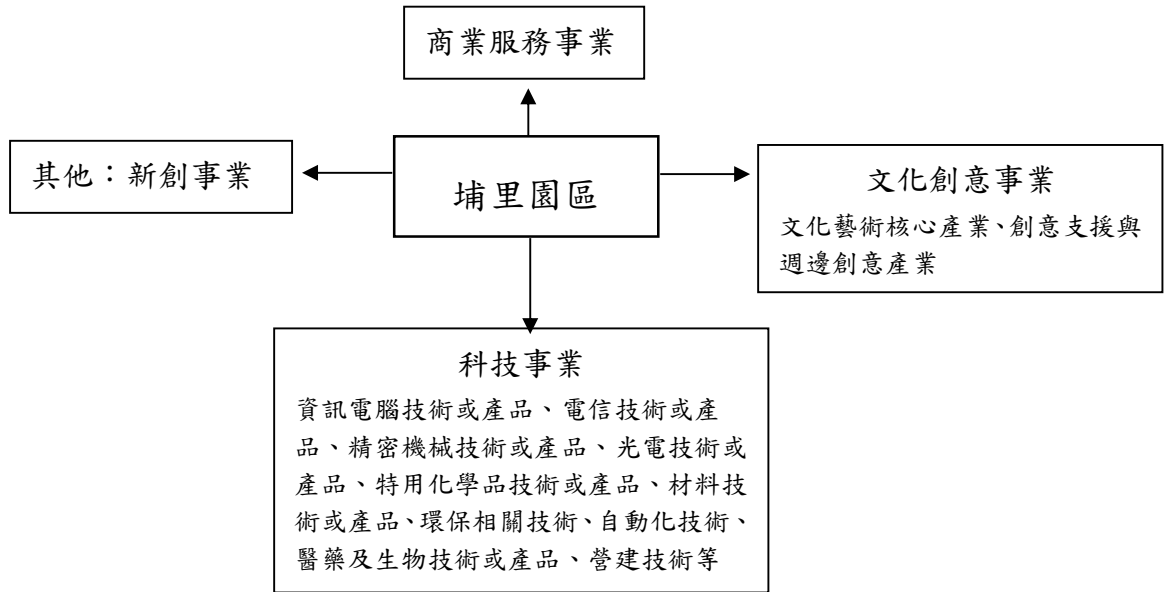 商業服務事業
其他：新創事業
埔里園區
文化創意事業
文化藝術核心產業、創意支援與
週邊創意產業
科技事業
資訊電腦技術或產品、電信技術或產
品、精密機械技術或產品、光電技術或
產品、特用化學品技術或產品、材料技
術或產品、環保相關技術、自動化技術、
醫藥及生物技術或產品、營建技術等